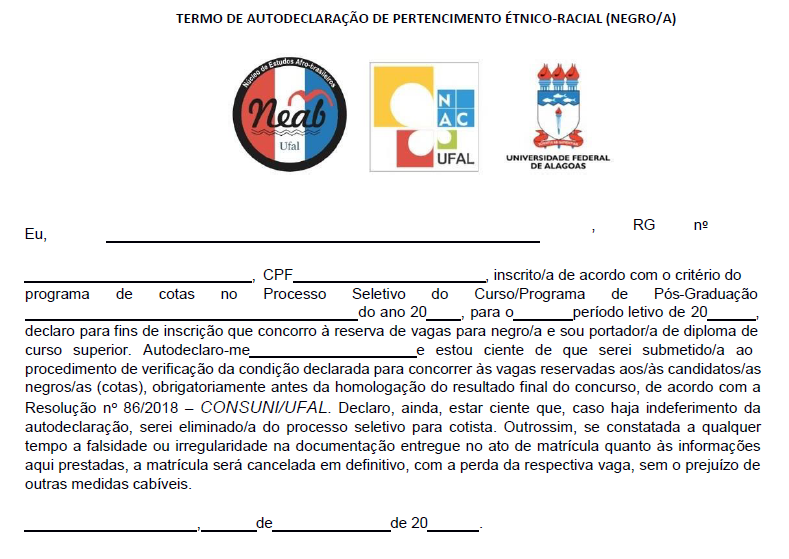 TERMO DE AUTODECLARAÇÃO DE PERTENCIMENTO ÉTNICO-RACIAL (NEGRO/A)
Núcleo de Estudos Afro-brasileiros
Neab
Ufal
N
AC
UFAL
UNIVERSIDADE FEDERAL
DE ALAGOAS
Eu, , RG nº
, CPF , inscrito/a de acordo com o critério do
programa de cotas no Processo Seletivo do Curso/Programa de Pós-Graduação
do ano 20 , para o período letivo de 20 ,
declaro para fins de inscrição que concorro à reserva de vagas para negro/a e sou portador/a de diploma de
curso superior. Autodeclaro-me e estou ciente de que serei submetido/a ao
procedimento de verificação da condição declarada para concorrer às vagas reservadas aos/às candidatos/as
negros/as (cotas), obrigatoriamente antes da homologação do resultado final do concurso, de acordo com a
Resolução nº 86/2018 – CONSUNI/UFAL. Declaro, ainda, estar ciente que, caso haja indeferimento da
autodeclaração, serei eliminado/a do processo seletivo para cotista. Outrossim, se constatada a qualquer
tempo a falsidade ou irregularidade na documentação entregue no ato de matrícula quanto às informações
aqui prestadas, a matrícula será cancelada em definitivo, com a perda da respectiva vaga, sem o prejuízo de
outras medidas cabíveis.
, de de 20 .